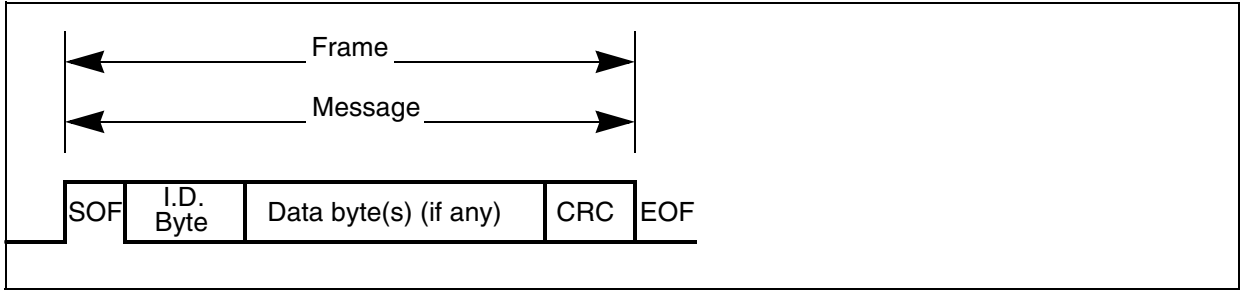 Frame
Message
SOF I.D. Byte Data byte(s) (if any) CRC EOF